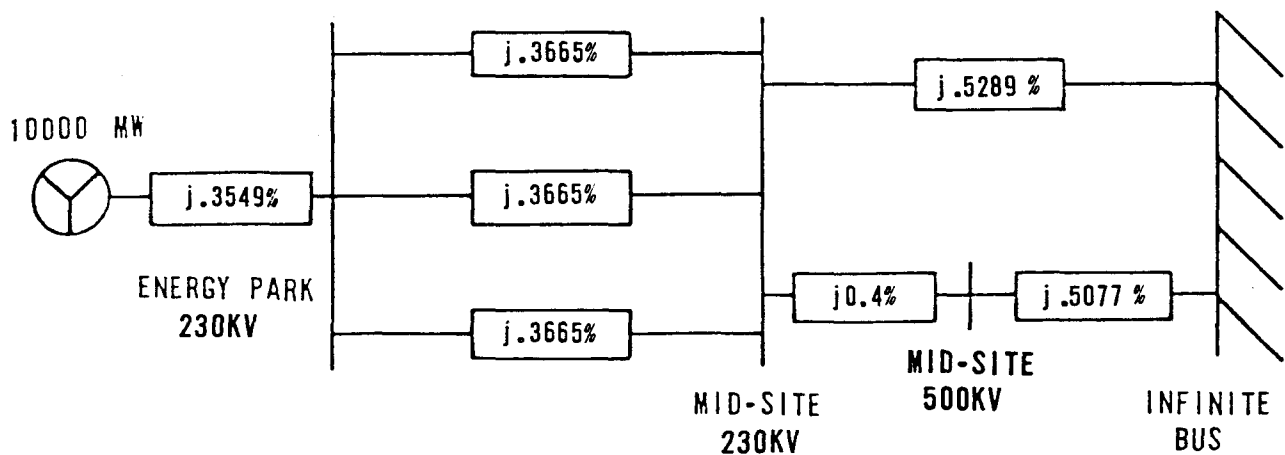 j.3665%
j.5289 %
10000 MW
j.3549%
j.3665%
ENERGY PARK
230KV
j0.4%
j.5077 %
j.3665%
MID-SITE
500KV
MID-SITE
230KV
INFINITE
BUS